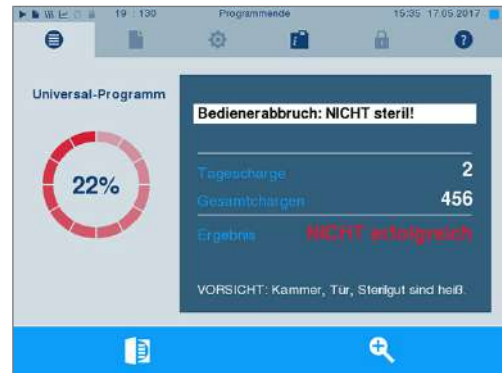 19 : 130 Programmende 15:35 17.05.2017
Universal-Programm
22%
Bedienerabbruch: NICHT steril!
Tagescharge 2
Gesamtchargen 456
Ergebnis NICHT erfolgreich
VORSICHT: Kammer, Tür, Sterilgut sind heiß.